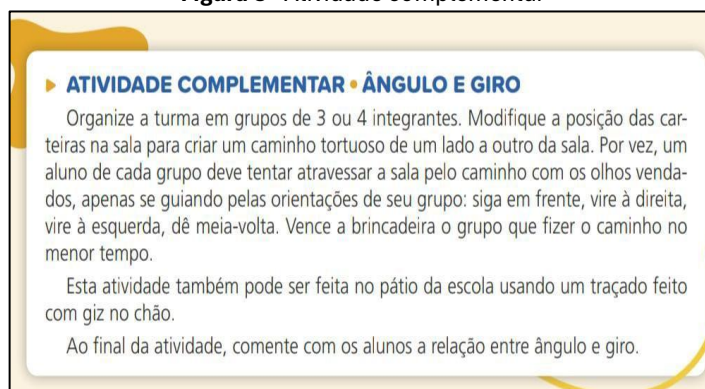 ▶ ATIVIDADE COMPLEMENTAR • ÂNGULO E GIRO
Organize a turma em grupos de 3 ou 4 integrantes. Modifique a posição das car-
teiras na sala para criar um caminho tortuoso de um lado a outro da sala. Por vez, um
aluno de cada grupo deve tentar atravessar a sala pelo caminho com os olhos venda-
dos, apenas se guiando pelas orientações de seu grupo: siga em frente, vire à direita,
vire à esquerda, dê meia-volta. Vence a brincadeira o grupo que fizer o caminho no
menor tempo.
Esta atividade também pode ser feita no pátio da escola usando um traçado feito
com giz no chão.
Ao final da atividade, comente com os alunos a relação entre ângulo e giro.